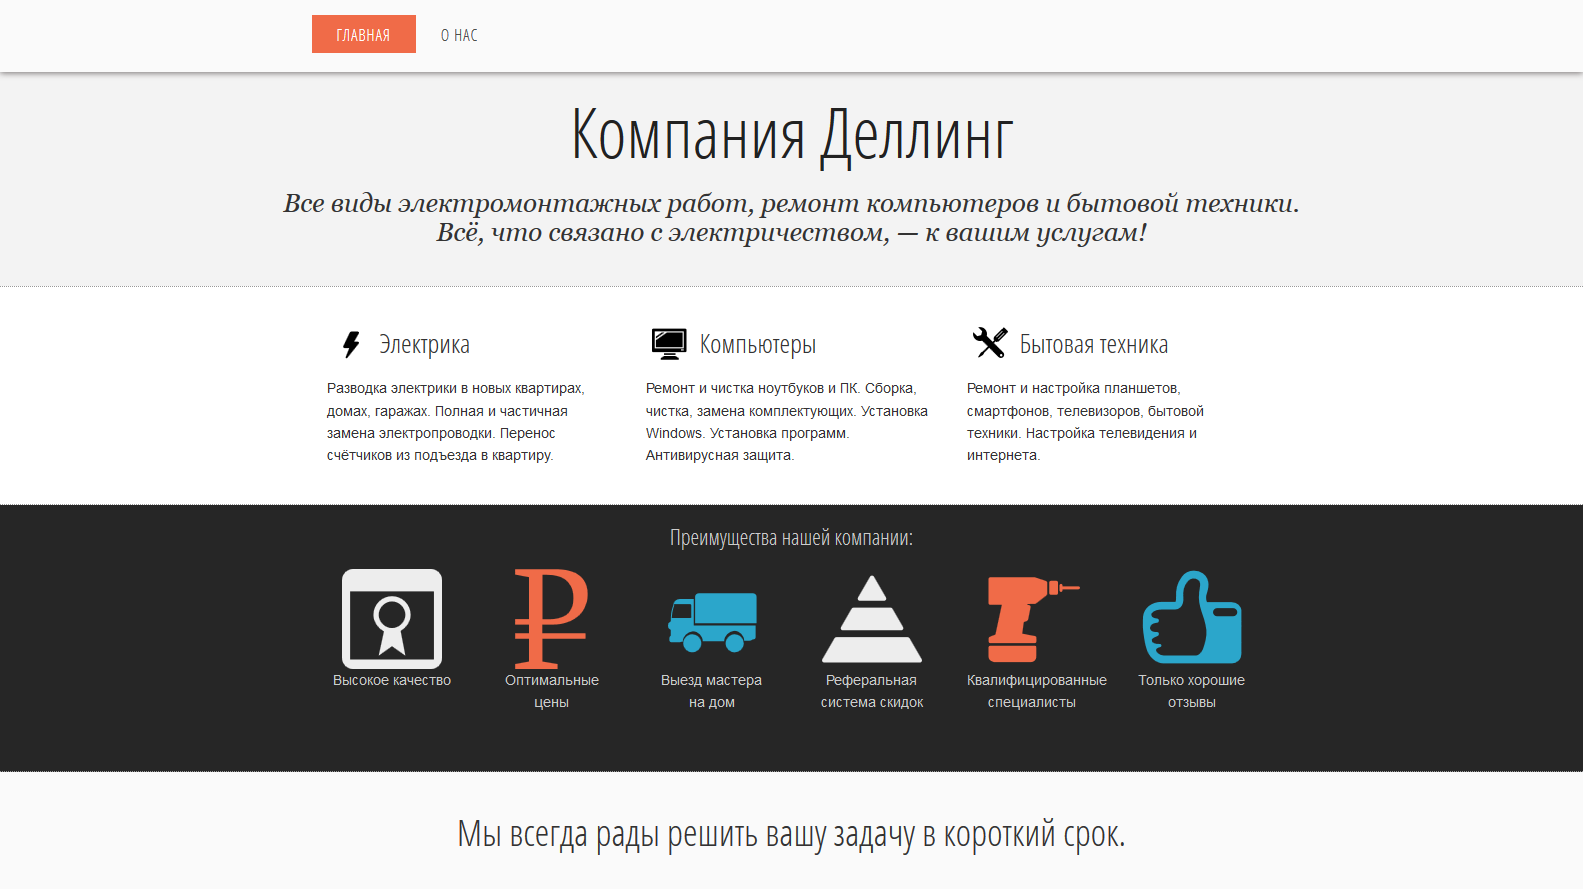 ГЛАВНАЯ
О НАС
Компания Деллинг
Все виды электромонтажных работ, ремонт компьютеров и бытовой техники.
Всё, что связано с электричеством, — к вашим услугам!
Электрика
Разводка электрики в новых квартирах,
домах, гаражах. Полная и частичная
замена электропроводки. Перенос
счётчиков из подъезда в квартиру.
Компьютеры
Ремонт и чистка ноутбуков и ПК. Сборка,
чистка, замена комплектующих. Установка
Windows. Установка программ.
Антивирусная защита.
Бытовая техника
Ремонт и настройка планшетов,
смартфонов, телевизоров, бытовой
техники. Настройка телевидения и
интернета.
Преимущества нашей компании:
Высокое качество
Оптимальные
цены
Выезд мастера
на дом
Реферальная
система скидок
Квалифицированные
специалисты
Только хорошие
отзывы
Мы всегда рады решить вашу задачу в короткий срок.